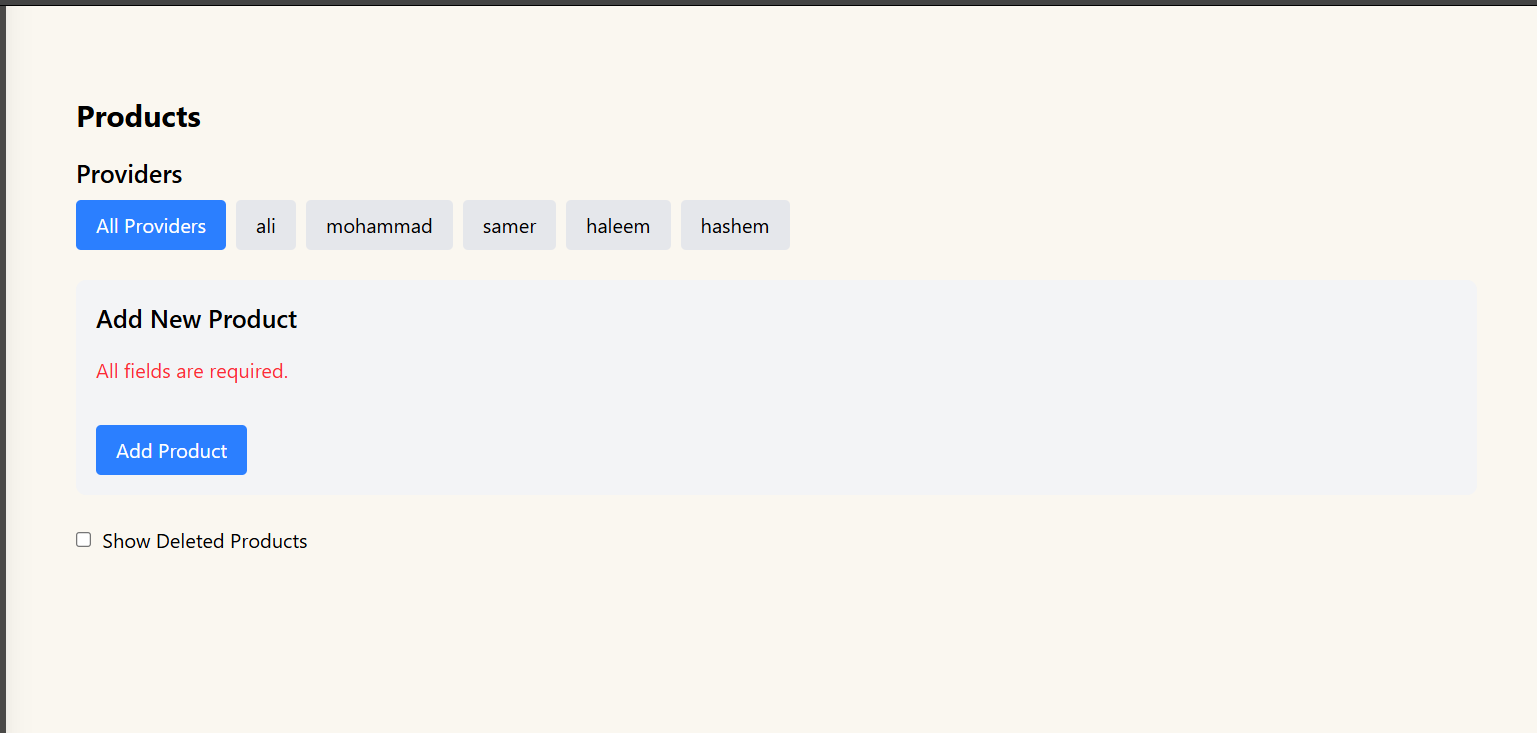 Products
Providers
All Providers ali mohammad samer haleem hashem
Add New Product
All fields are required.
Add Product
Show Deleted Products